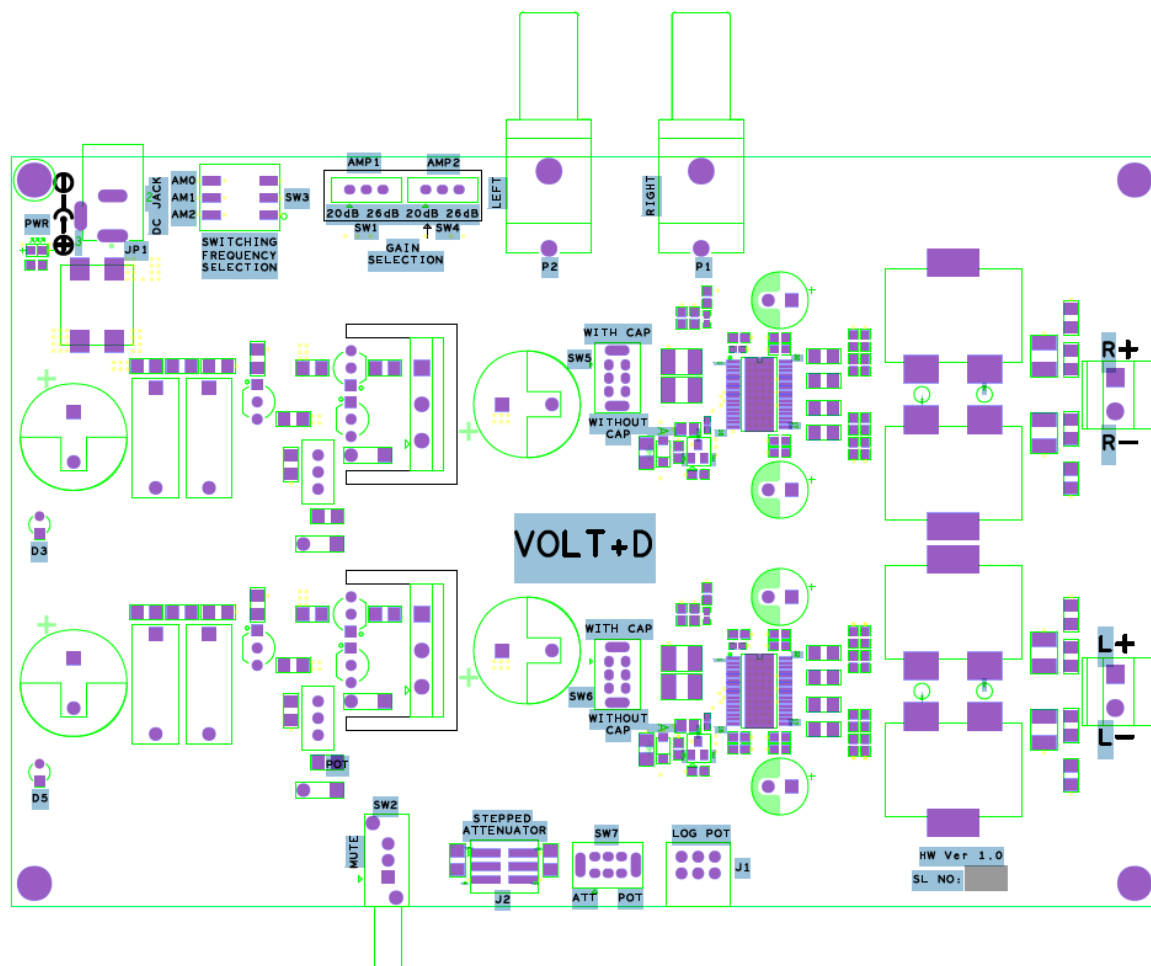 AMP1
AMP2
AM0
AM1
AM2
SW3
DC JACK
2
LEFT
RIGHT
PWR
3
JP1
20dB 26dB
20dB 26dB
SW1
SW4
SWITCHING
FREQUENCY
SELECTION
GAIN
SELECTION
P2
P1
WITH CAP
SW5
WITHOUT
CAP
R+
R-
D3
VOLT+D
WITH CAP
SW6
WITHOUT
CAP
L+
L-
POT
D5
SW2
MUTE
STEPPED
ATTENUATOR
J2
SW7
ATT
POT
LOG POT
J1
HW Ver 1.0
SL NO: